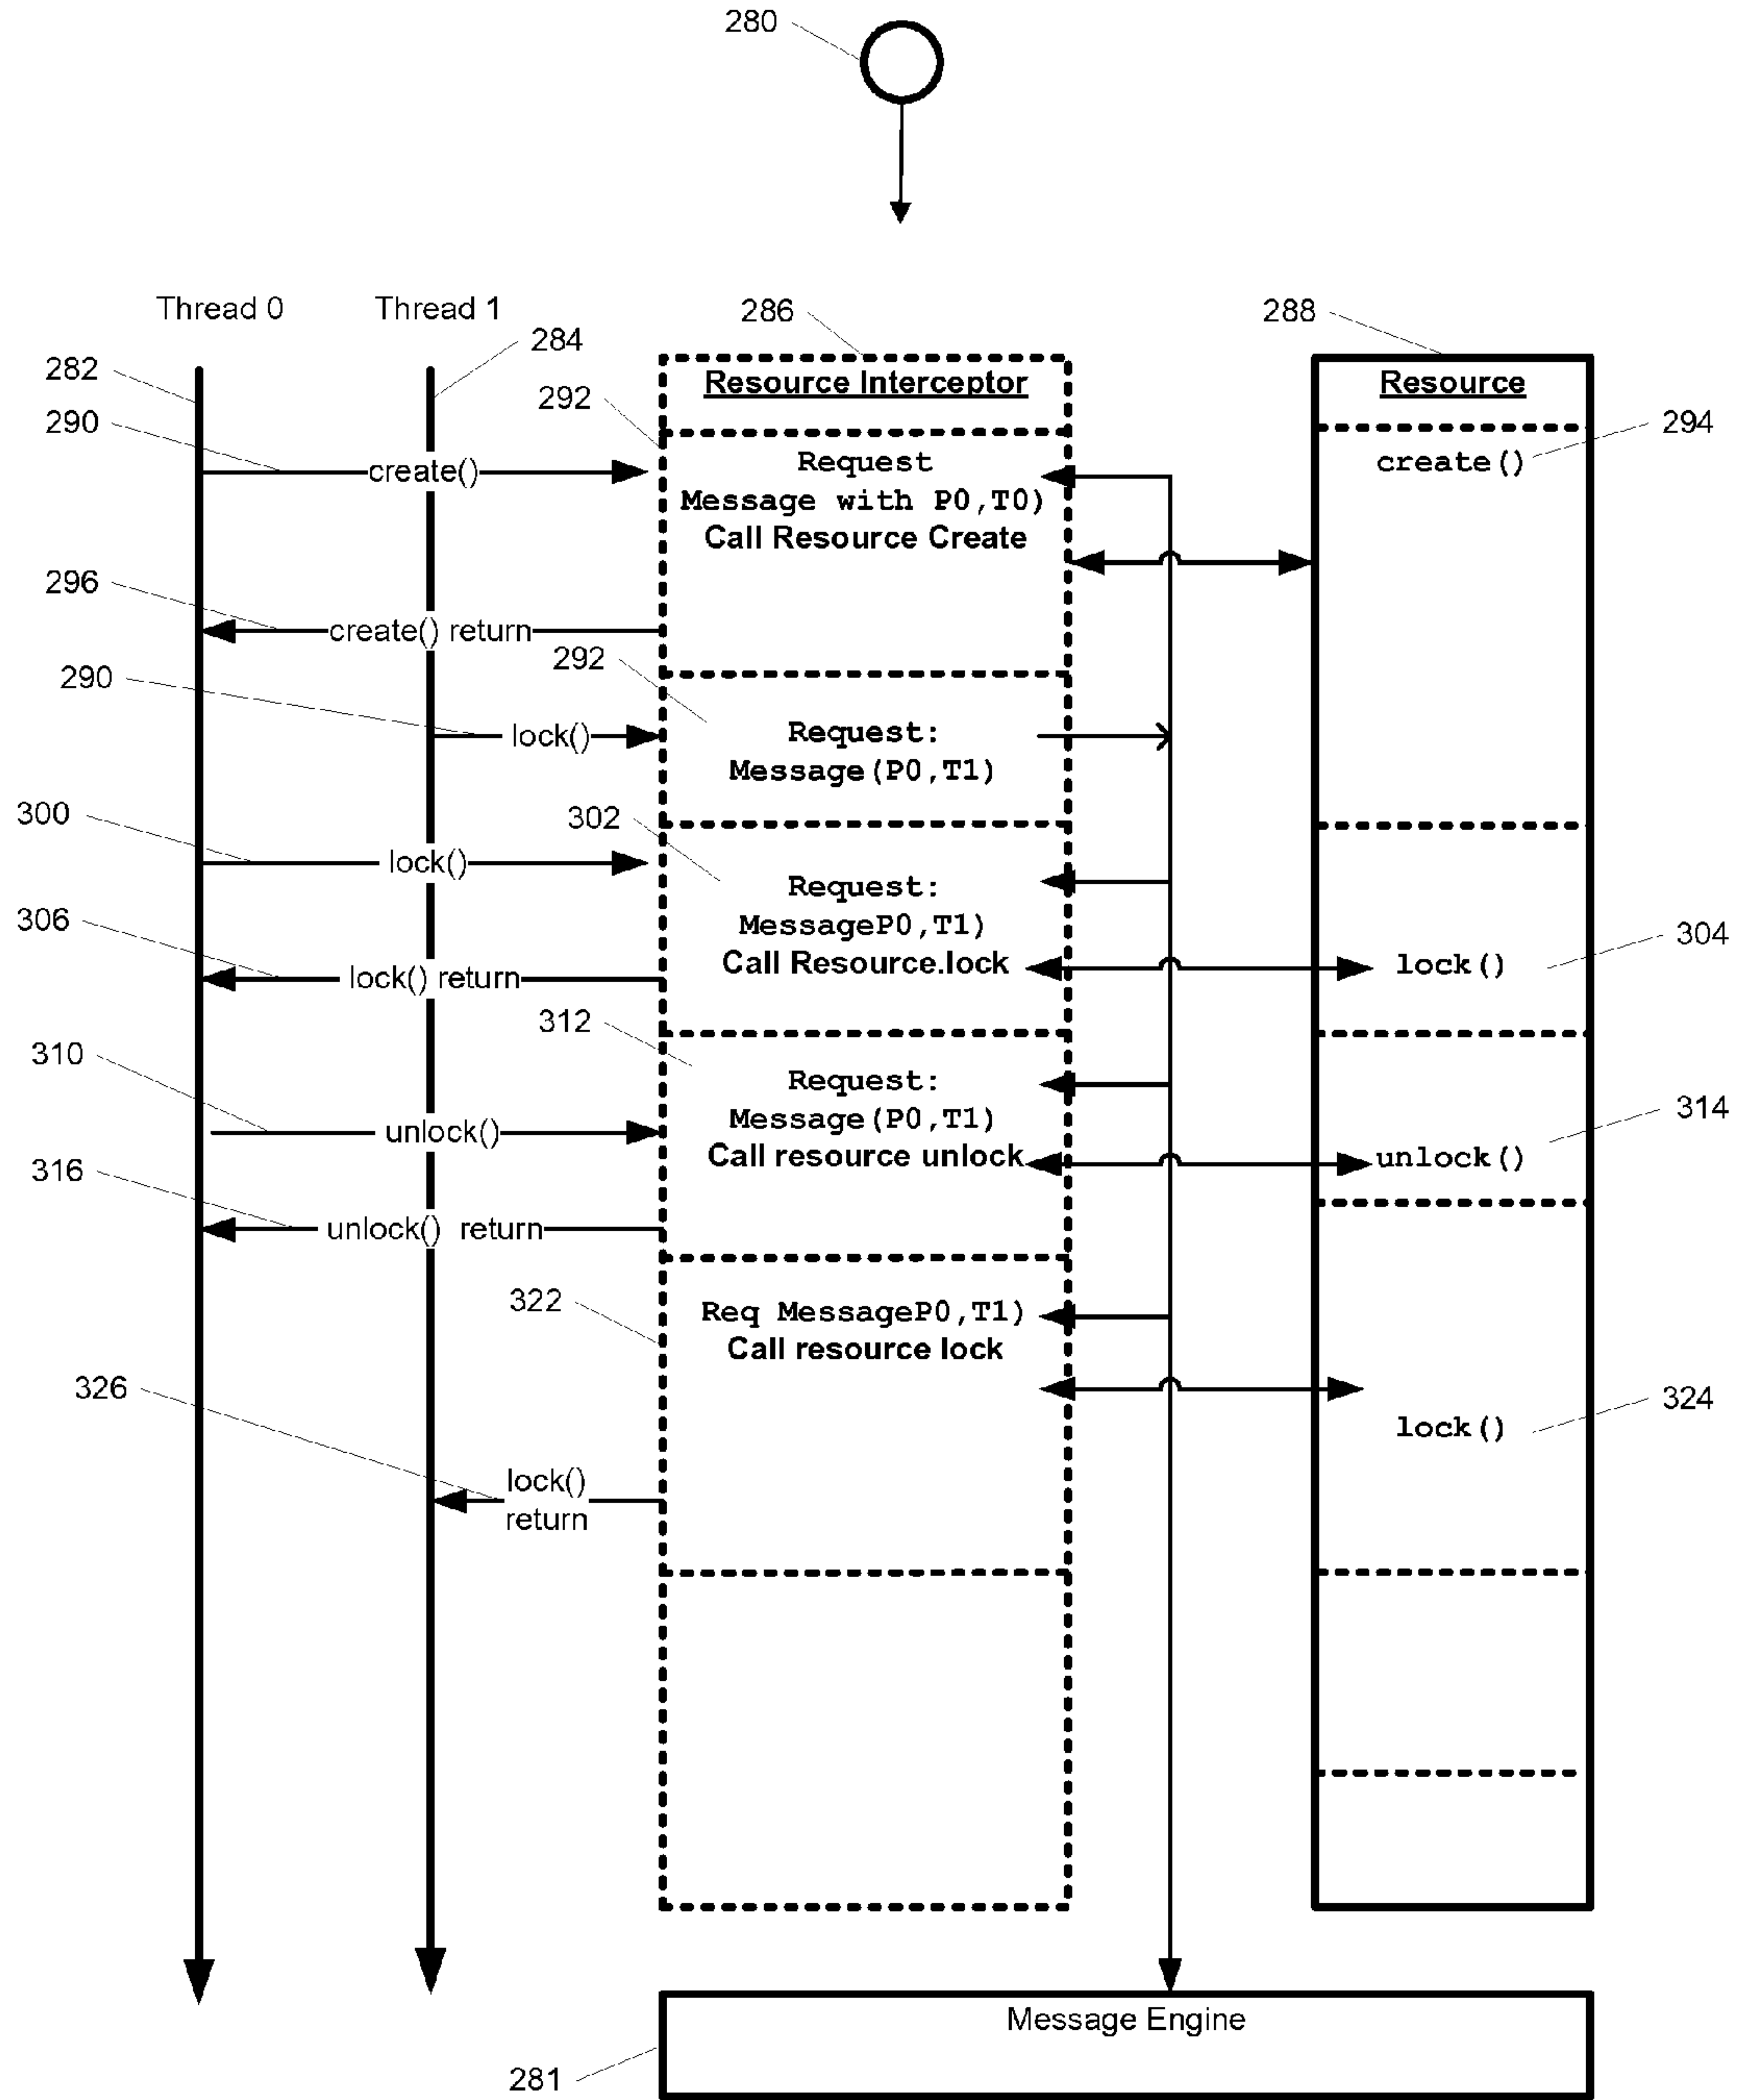 280
Thread 0
Thread 1
286
288
284
282
292
290
Resource Interceptor
Resource
294
create()
Request
Message with P0,T0)
Call Resource Create
create()
296
create() return
292
290
lock()
Request:
Message(P0,T1)
300
302
lock()
Request:
MessageP0,T1)
Call Resource.lock
306
lock() return
lock()
304
312
310
unlock()
Request:
Message(P0,T1)
Call resource unlock
unlock()
314
316
unlock() return
322
Req MessageP0,T1)
Call resource lock
326
lock()
324
lock()
return
Message Engine
281